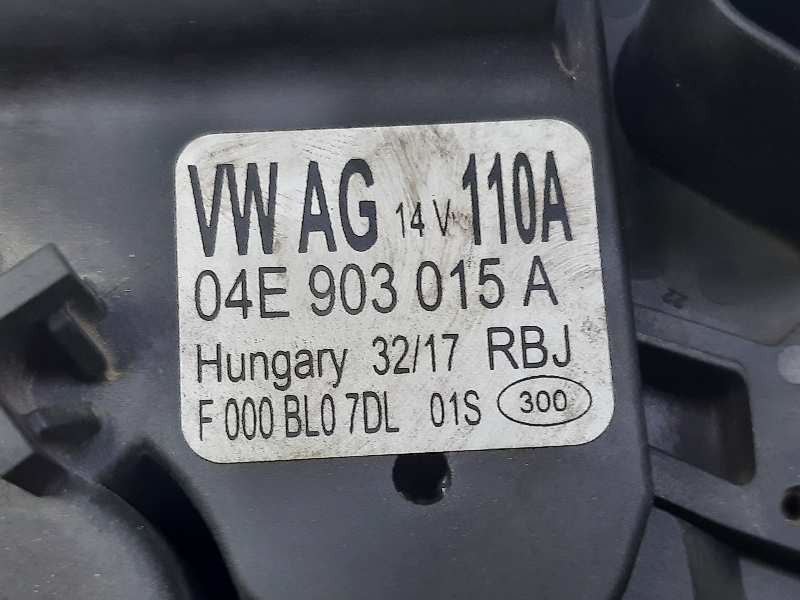 VW AG 14 V 110A
04E 903 015 A
Hungary 32/17 RBJ
F 000 BL0 7DL 01S 300